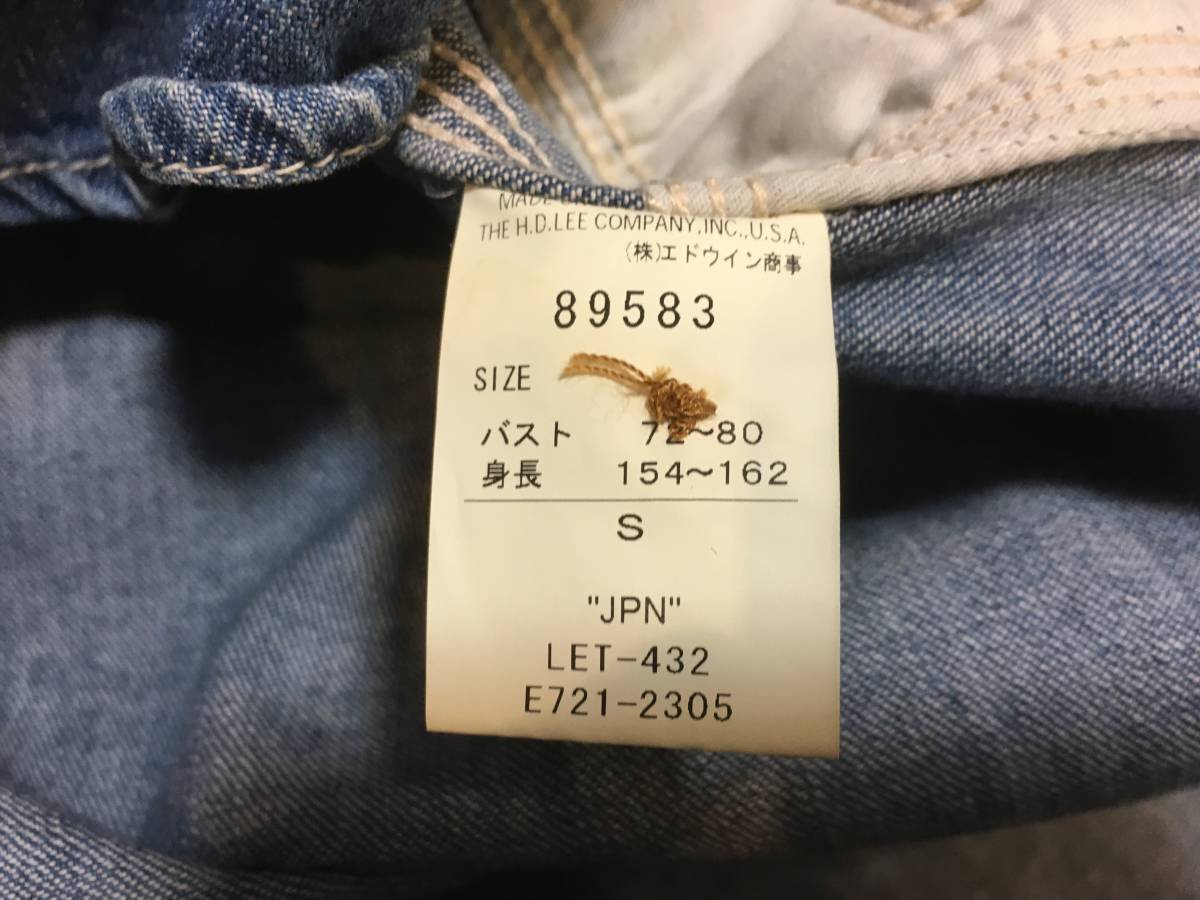 MADE
THE H.D.LEE COMPANY,INC.,U.S.A.
(株)エドウイン商事
89583
SIZE
バスト 72~80
身長 154~162
S
"JPN"
LET-432
E721-2305